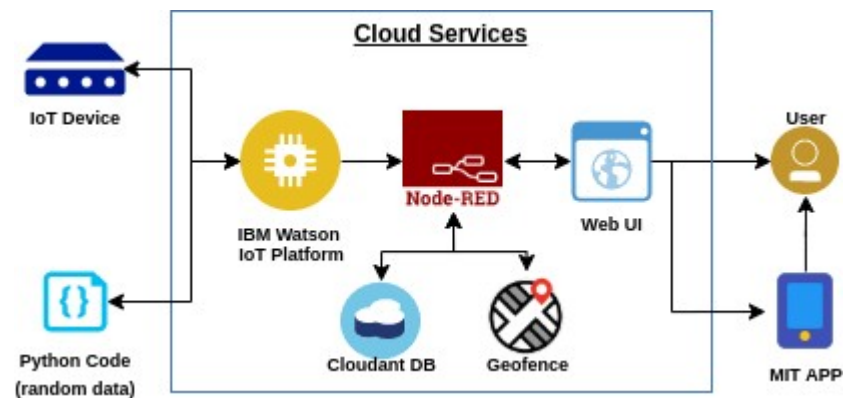 Cloud Services
IoT Device
User
Node-RED
IBM Watson
IoT Platform
Web UI
Python Code
(random data)
Cloudant DB
Geofence
MIT APP